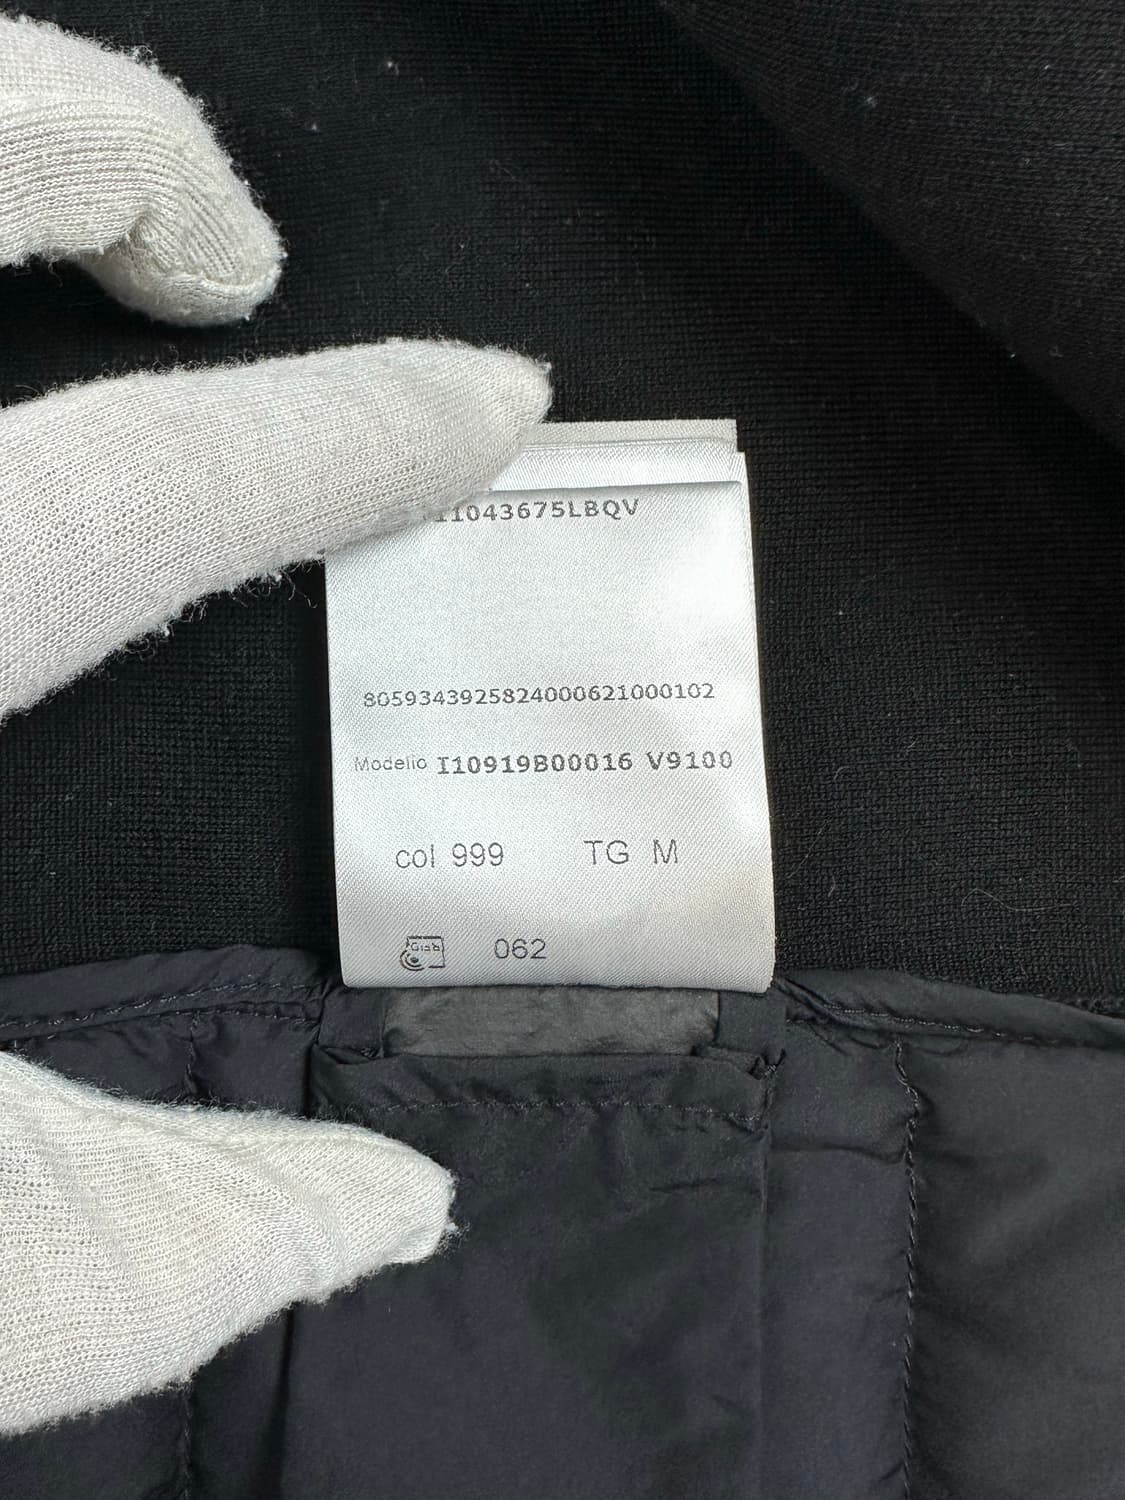 11043675LBQV
8059343925824000621000102
Modello I10919B00016 V9100
col 999 TG M
062